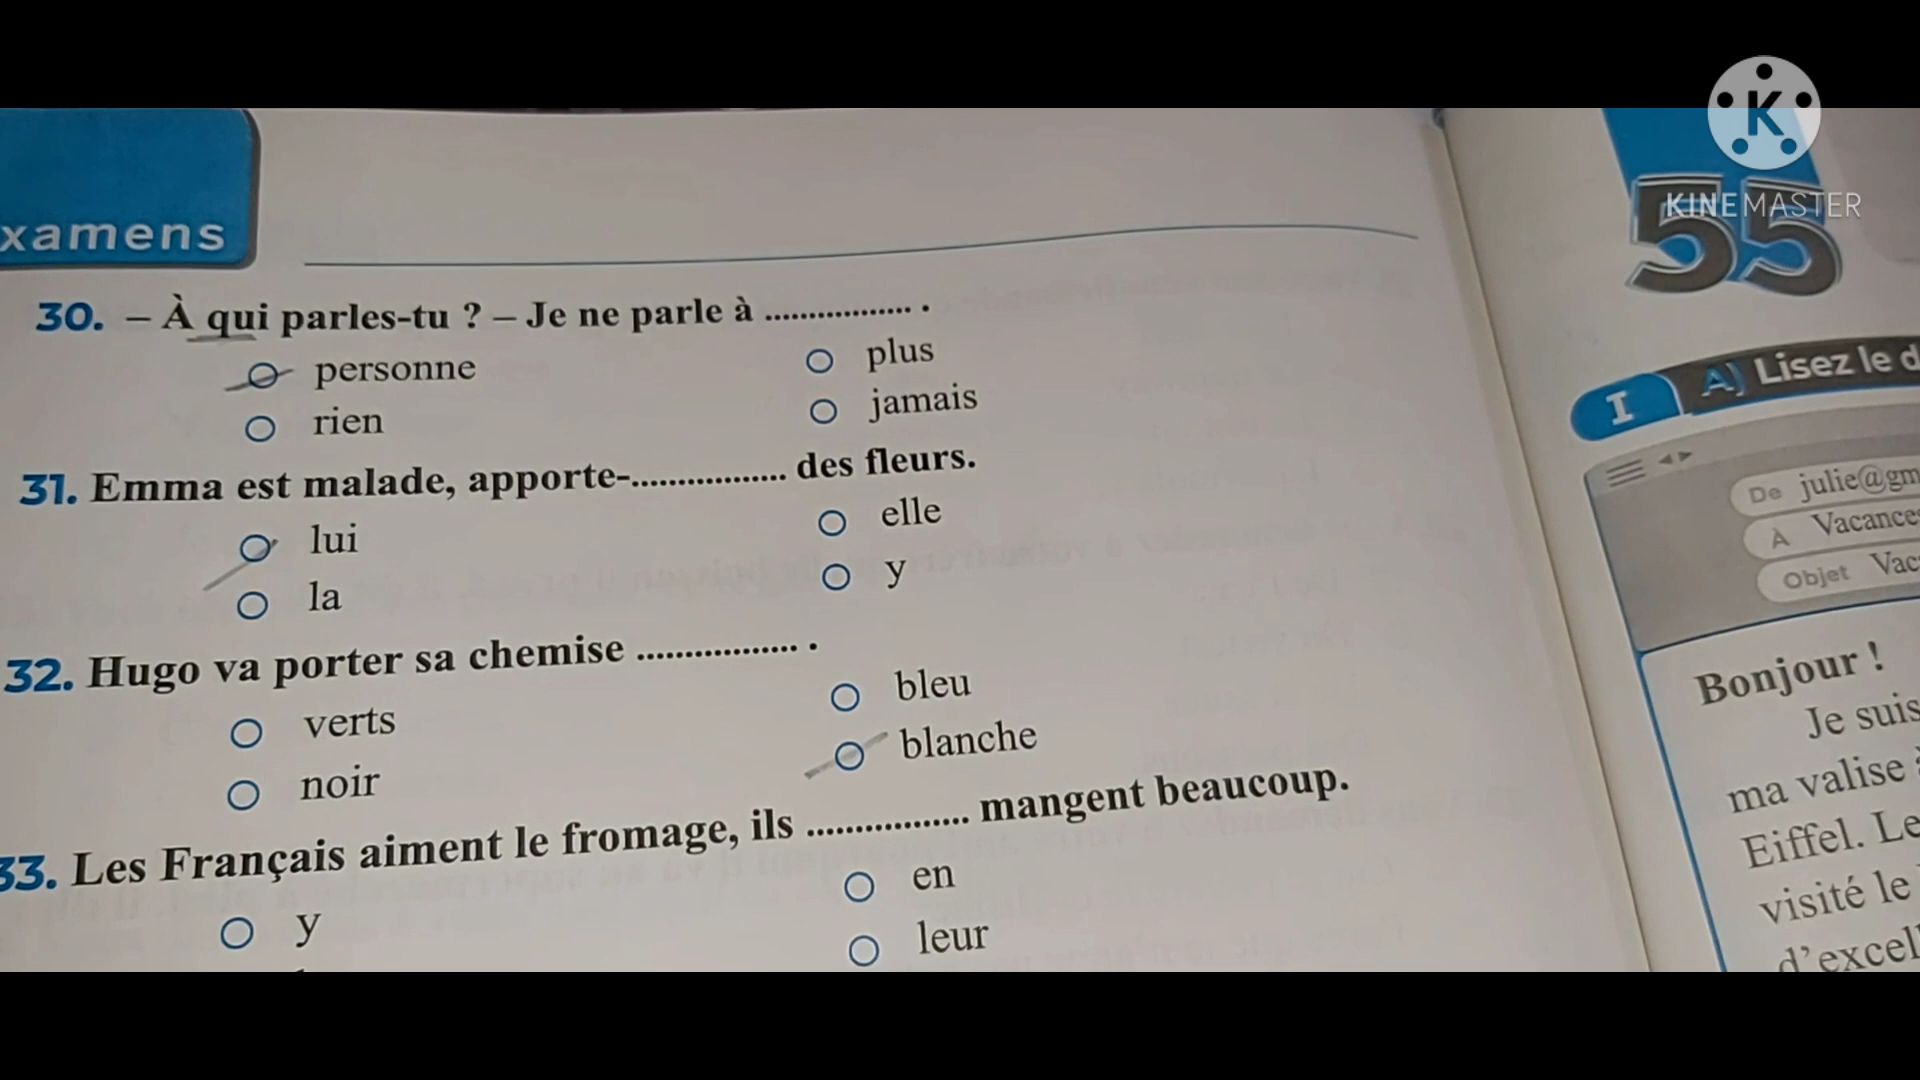 KINEMASTER
xamens
30. – À qui parles-tu ? – Je ne parle à ................. .
personne
plus
rien
jamais
31. Emma est malade, apporte-................ des fleurs.
lui
elle
la
y
32. Hugo va porter sa chemise ................. .
verts
bleu
noir
blanche
33. Les Français aiment le fromage, ils ................. mangent beaucoup.
y
en
leur
55
I A) Lisez le d
De julie@gm
À Vacance
Objet Vac
Bonjour !
Je suis
ma valise
Eiffel. Le
visité le
d'excel